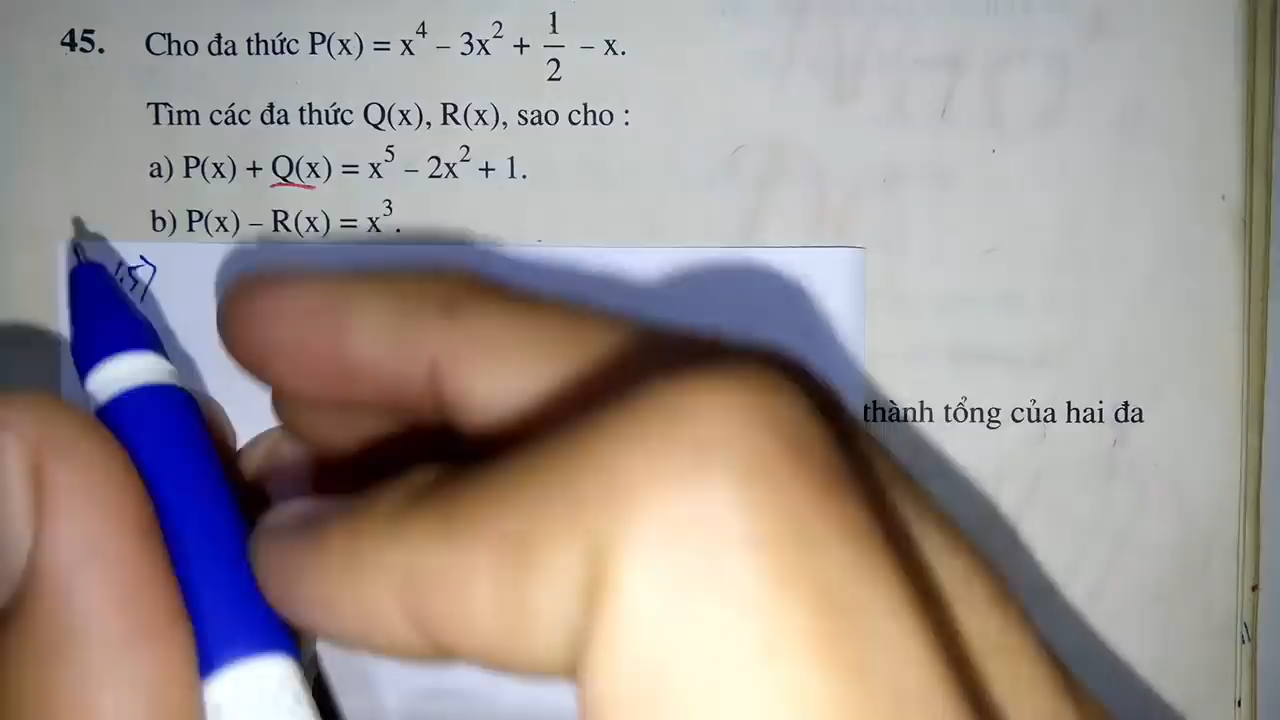 45. Cho đa thức P(x) = x⁴ – 3x² + 1/2 – x.
Tìm các đa thức Q(x), R(x), sao cho :
a) P(x) + Q(x) = x⁵ – 2x² + 1.
b) P(x) – R(x) = x³.
thành tổng của hai đa